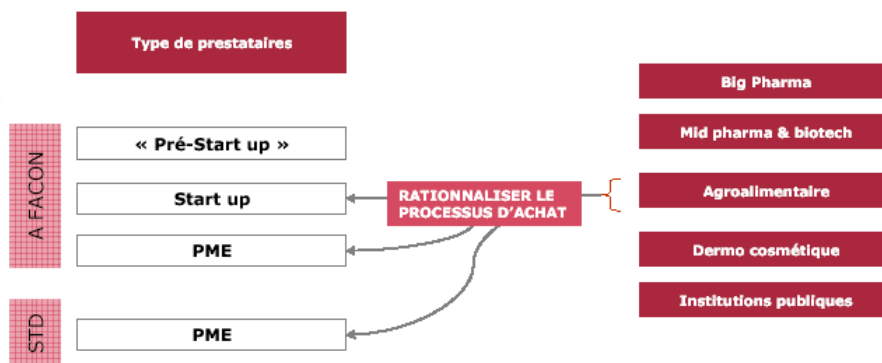 Type de prestataires
A FACON
« Pré-Start up »
Start up
PME
STD
PME
RATIONNALISER LE
PROCESSUS D'ACHAT
Big Pharma
Mid pharma & biotech
Agroalimentaire
Dermo cosmétique
Institutions publiques